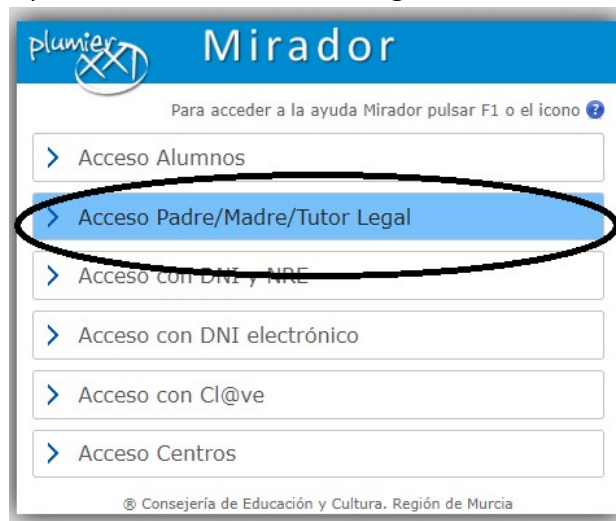 plumier
XXI
Mirador
Para acceder a la ayuda Mirador pulsar F1 o el icono ?
Acceso Alumnos
Acceso Padre/Madre/Tutor Legal
Acceso con DNI y NRE
Acceso con DNI electrónico
Acceso con Cl@ve
Acceso Centros
® Consejería de Educación y Cultura. Región de Murcia